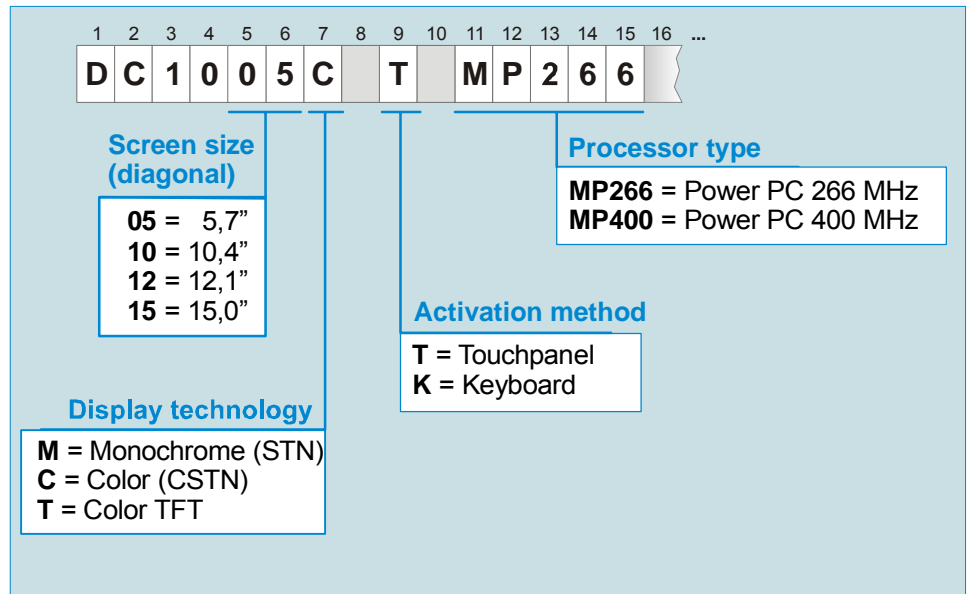 1 2 3 4 5 6 7 8 9 10 11 12 13 14 15 16 ...
D C 1 0 0 5 C T M P 2 6 6
Screen size
(diagonal)
05 = 5,7”
10 = 10,4”
12 = 12,1”
15 = 15,0”
Processor type
MP266 = Power PC 266 MHz
MP400 = Power PC 400 MHz
Activation method
T = Touchpanel
K = Keyboard
Display technology
M = Monochrome (STN)
C = Color (CSTN)
T = Color TFT